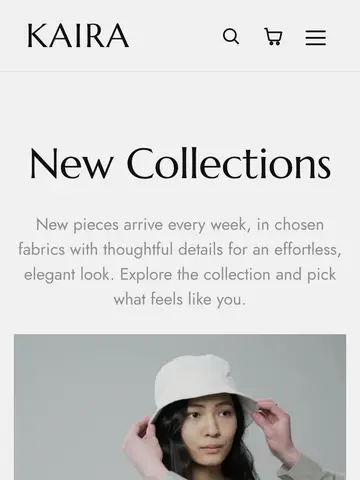 KAIRA
New Collections
New pieces arrive every week, in chosen
fabrics with thoughtful details for an effortless,
elegant look. Explore the collection and pick
what feels like you.